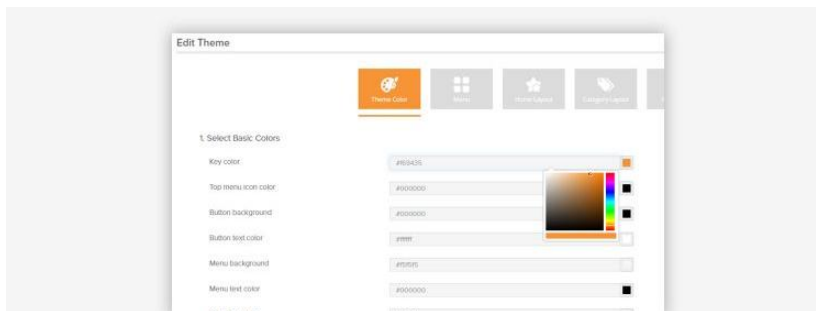 Edit Theme
Theme Color
Menu
Home Layout
Category Layout
1. Select Basic Colors
Key color
#f69435
Top menu icon color
#000000
Button background
#000000
Button text color
#ffffff
Menu background
#f5f5f5
Menu text color
#000000